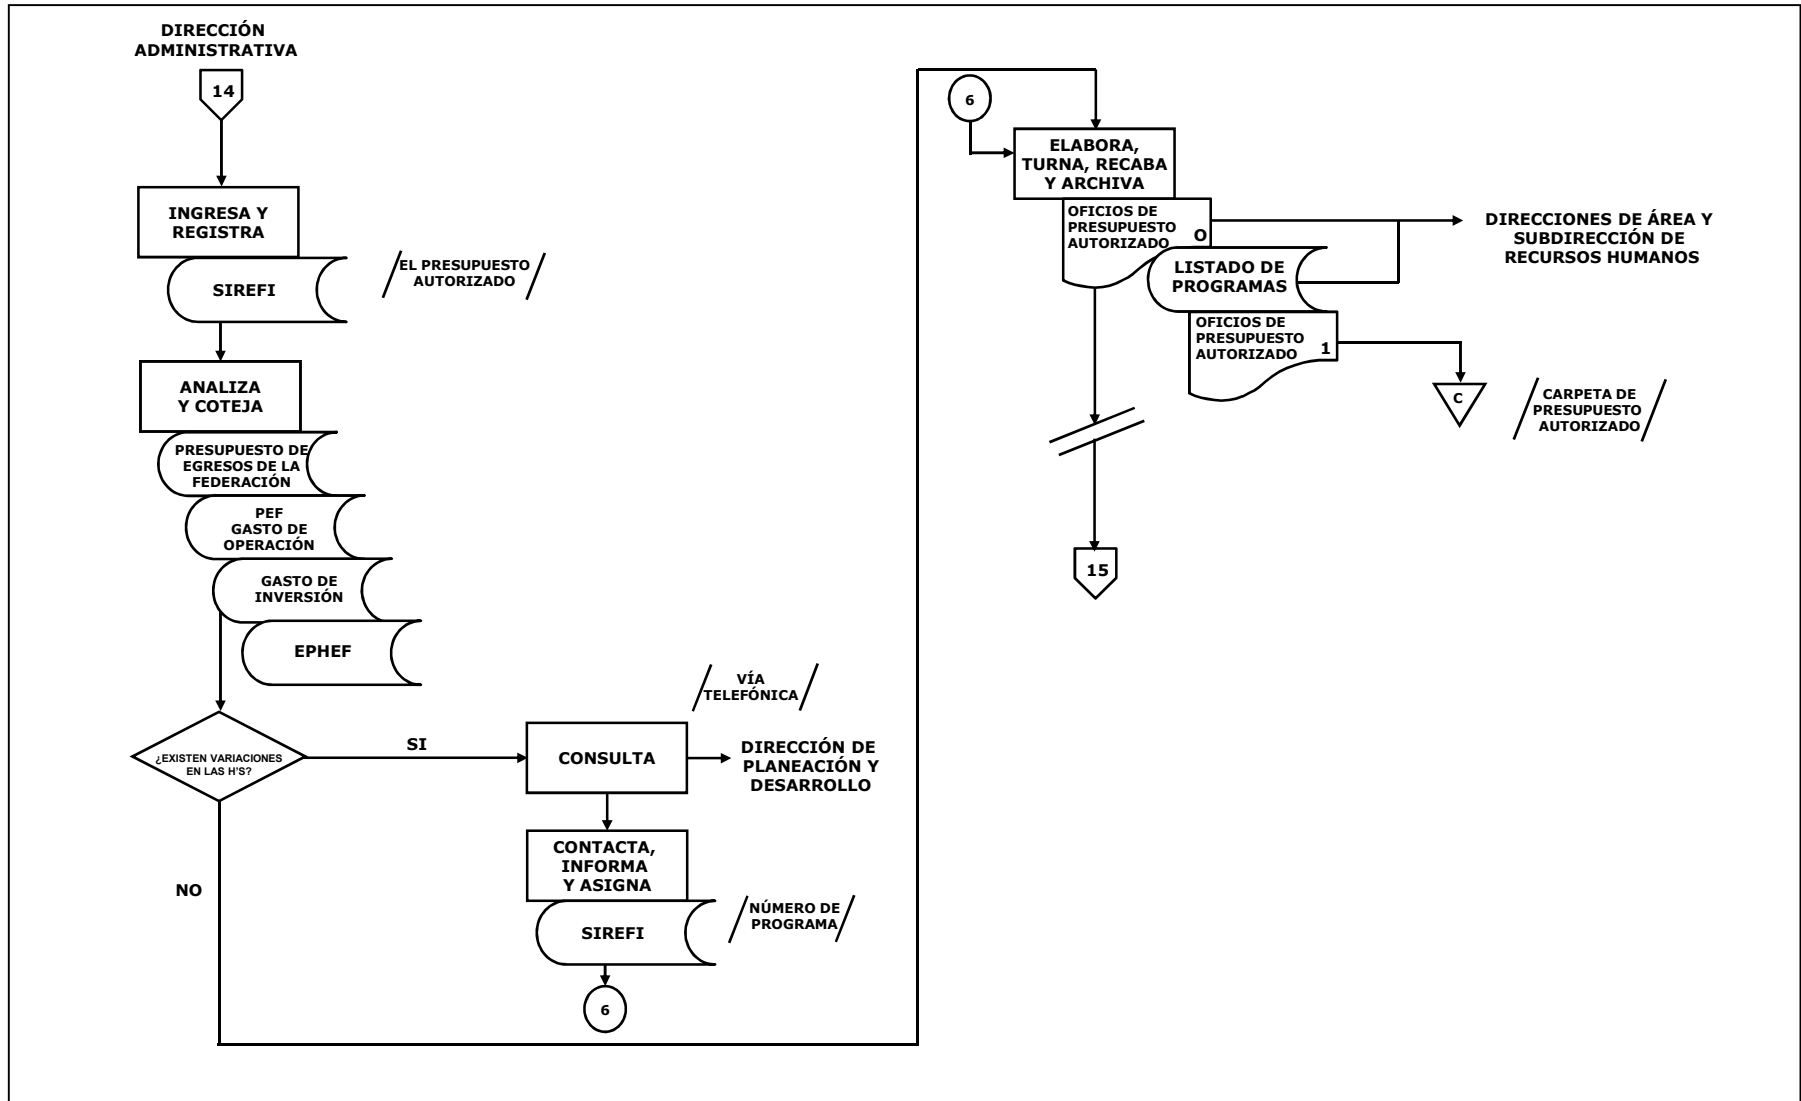 DIRECCIÓN
ADMINISTRATIVA
14
INGRESA Y
REGISTRA
SIREFI
EL PRESUPUESTO
AUTORIZADO
ANALIZA
Y COTEJA
PRESUPUESTO DE
EGRESOS DE LA
FEDERACIÓN
PEF
GASTO DE
OPERACIÓN
GASTO DE
INVERSIÓN
EPHEF
¿EXISTEN VARIACIONES
EN LAS H'S?
SI
NO
CONSULTA
VÍA
TELEFÓNICA
DIRECCIÓN DE
PLANEACIÓN Y
DESARROLLO
CONTACTA,
INFORMA
Y ASIGNA
SIREFI
NÚMERO DE
PROGRAMA
6
6
ELABORA,
TURNA, RECABA
Y ARCHIVA
OFICIOS DE
PRESUPUESTO
AUTORIZADO O
DIRECCIONES DE ÁREA Y
SUBDIRECCIÓN DE
RECURSOS HUMANOS
LISTADO DE
PROGRAMAS
OFICIOS DE
PRESUPUESTO
AUTORIZADO 1
C
CARPETA DE
PRESUPUESTO
AUTORIZADO
15